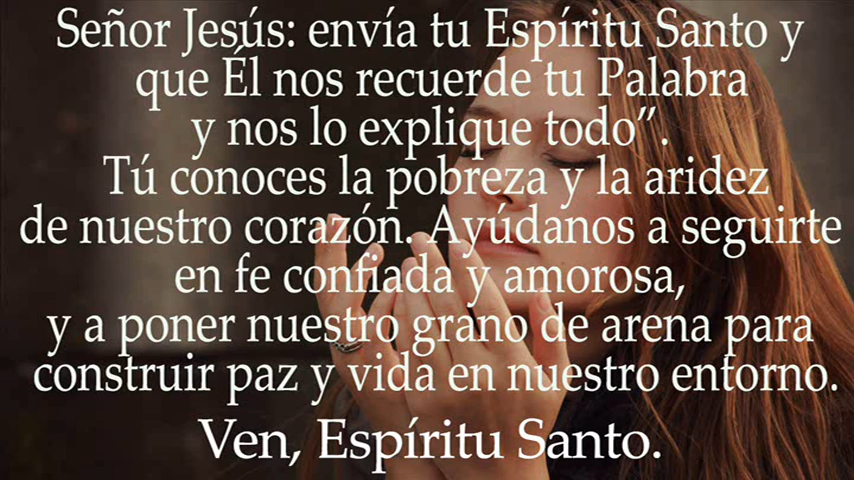 Señor Jesús: envía tu Espíritu Santo y
que Él nos recuerde tu Palabra
y nos lo explique todo”.
Tú conoces la pobreza y la aridez
de nuestro corazón. Ayúdanos a seguirte
en fe confiada y amorosa,
y a poner nuestro grano de arena para
construir paz y vida en nuestro entorno.
Ven, Espíritu Santo.